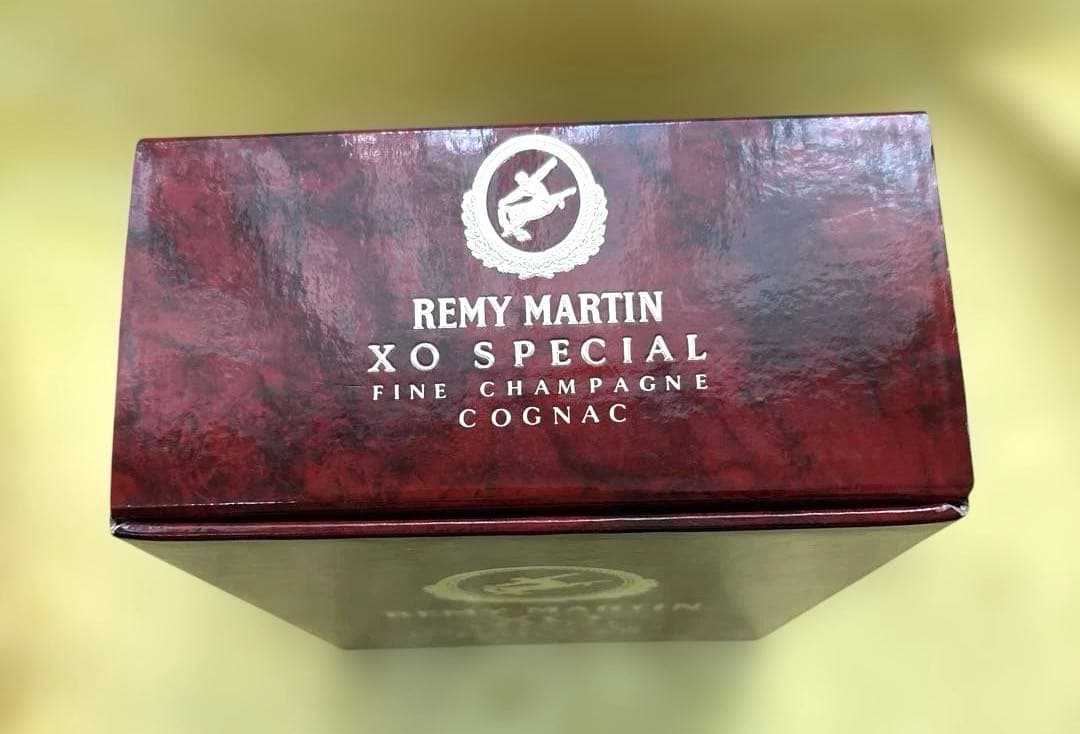 REMY MARTIN
XO SPECIAL
FINE CHAMPAGNE
COGNAC
REMY MARTIN